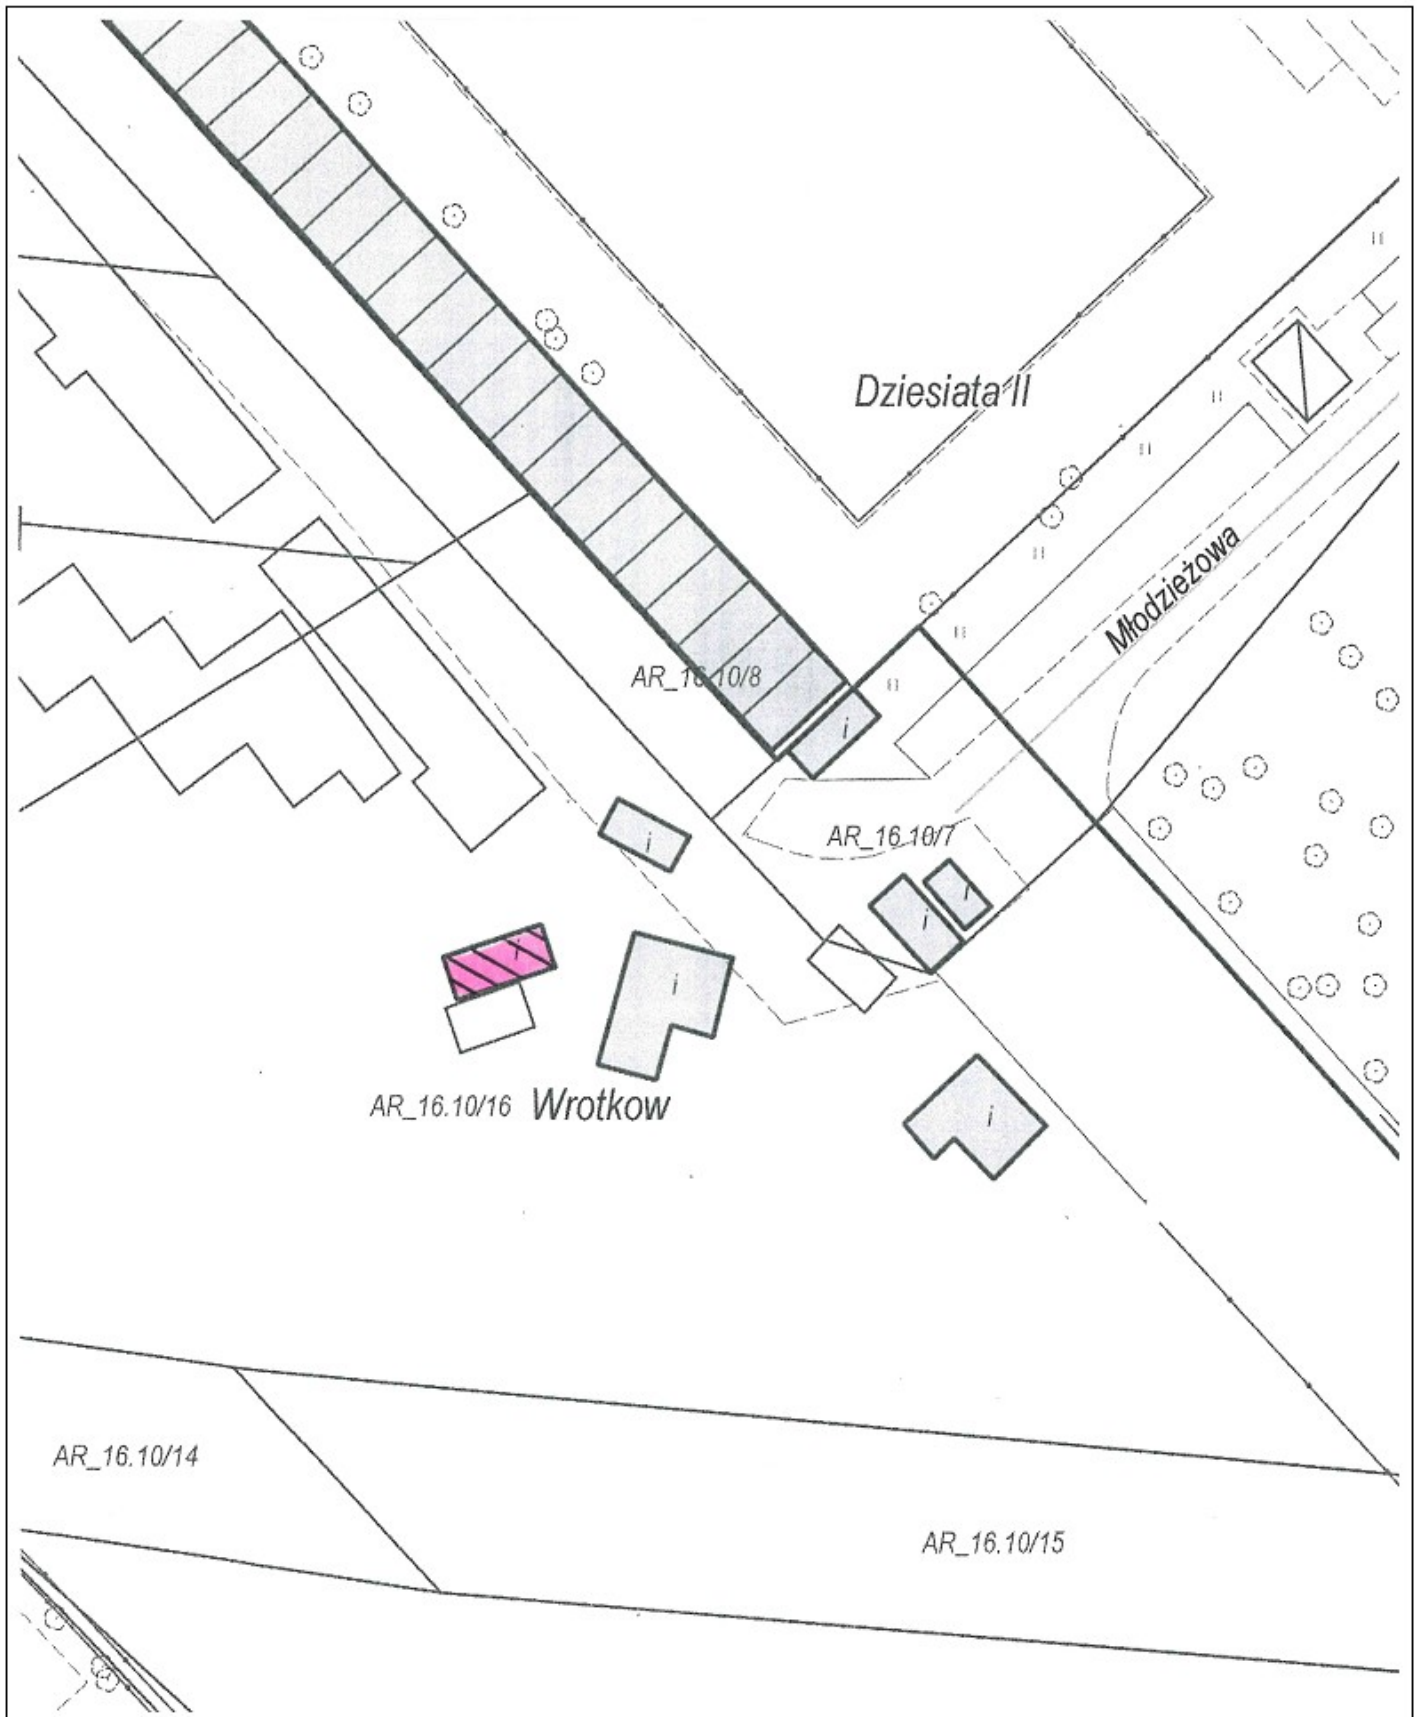 Dziesiata II
Młodzieżowa
AR_16.10/8
i
AR_16.10/7
i
i
i
i
i
AR_16.10/16
Wrotkow
i
AR_16.10/14
AR_16.10/15